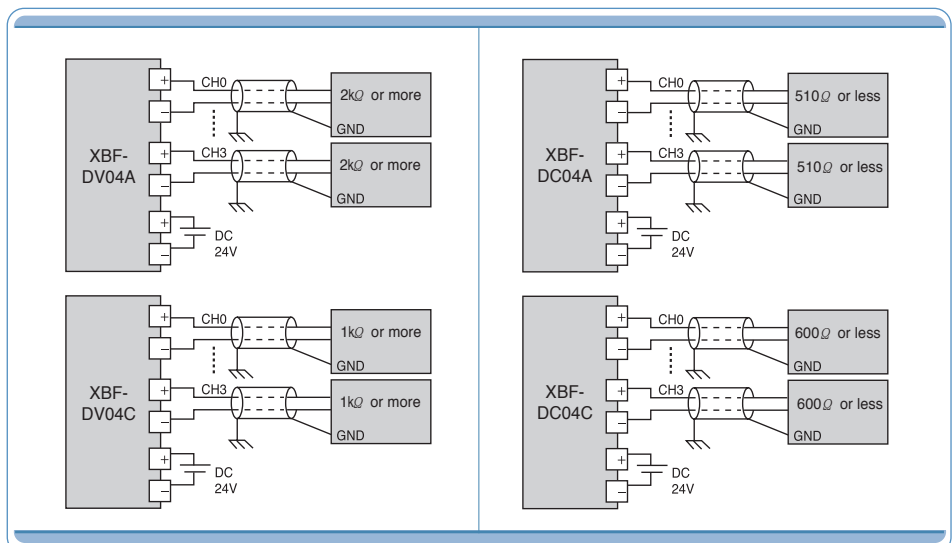 XBF-
DV04A
+
CH0
−
+
CH3
−
+
−
DC
24V
2kΩ or more
GND
2kΩ or more
GND
XBF-
DC04A
+
CH0
−
+
CH3
−
+
−
DC
24V
510Ω or less
GND
510Ω or less
GND
XBF-
DV04C
+
CH0
−
+
CH3
−
+
−
DC
24V
1kΩ or more
GND
1kΩ or more
GND
XBF-
DC04C
+
CH0
−
+
CH3
−
+
−
DC
24V
600Ω or less
GND
600Ω or less
GND